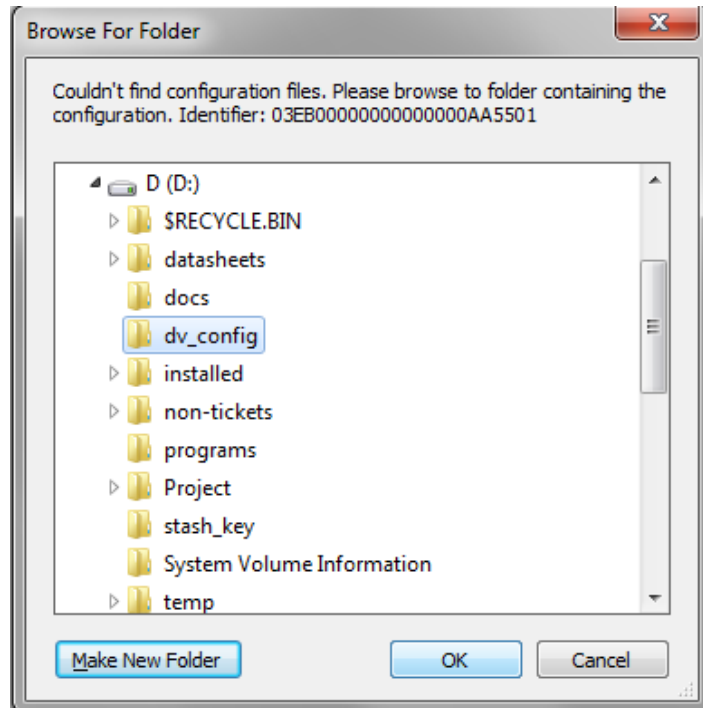 Browse For Folder
Couldn't find configuration files. Please browse to folder containing the
configuration. Identifier: 03EB00000000000000AA5501
D (D:)
$RECYCLE.BIN
datasheets
docs
dv_config
installed
non-tickets
programs
Project
stash_key
System Volume Information
temp
Make New Folder
OK
Cancel